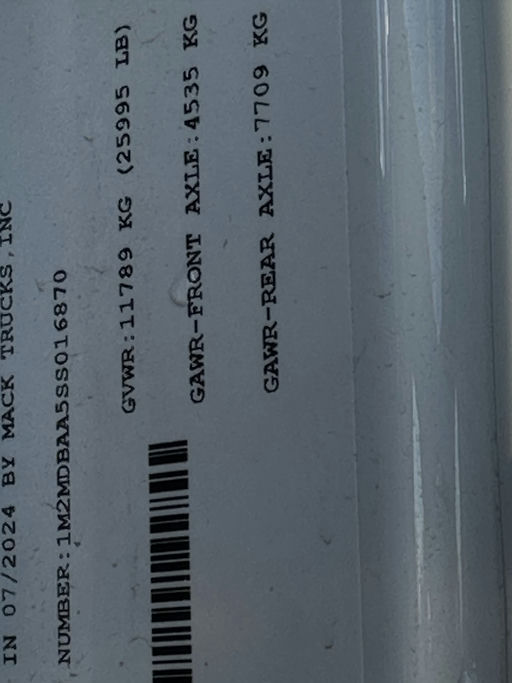 IN 07/2024 BY MACK TRUCKS,INC
NUMBER:1M2MDBAA5SS016870
GVWR:11789 KG (25995 LB)
GAWR-FRONT AXLE:4535 KG
GAWR-REAR AXLE:7709 KG